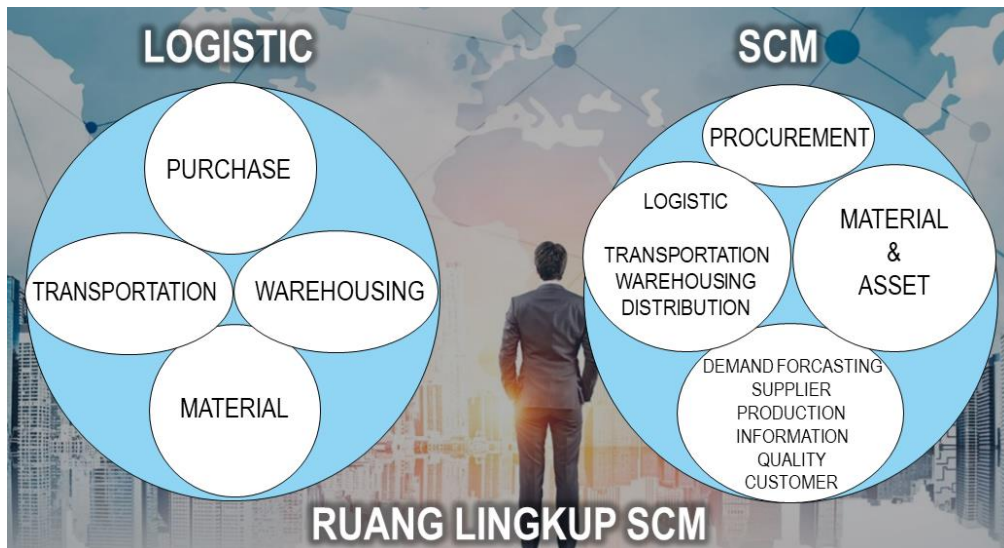 LOGISTIC
PURCHASE
TRANSPORTATION
WAREHOUSING
MATERIAL
SCM
PROCUREMENT
LOGISTIC
TRANSPORTATION
WAREHOUSING
DISTRIBUTION
MATERIAL
&
ASSET
DEMAND FORCASTING
SUPPLIER
PRODUCTION
INFORMATION
QUALITY
CUSTOMER
RUANG LINGKUP SCM